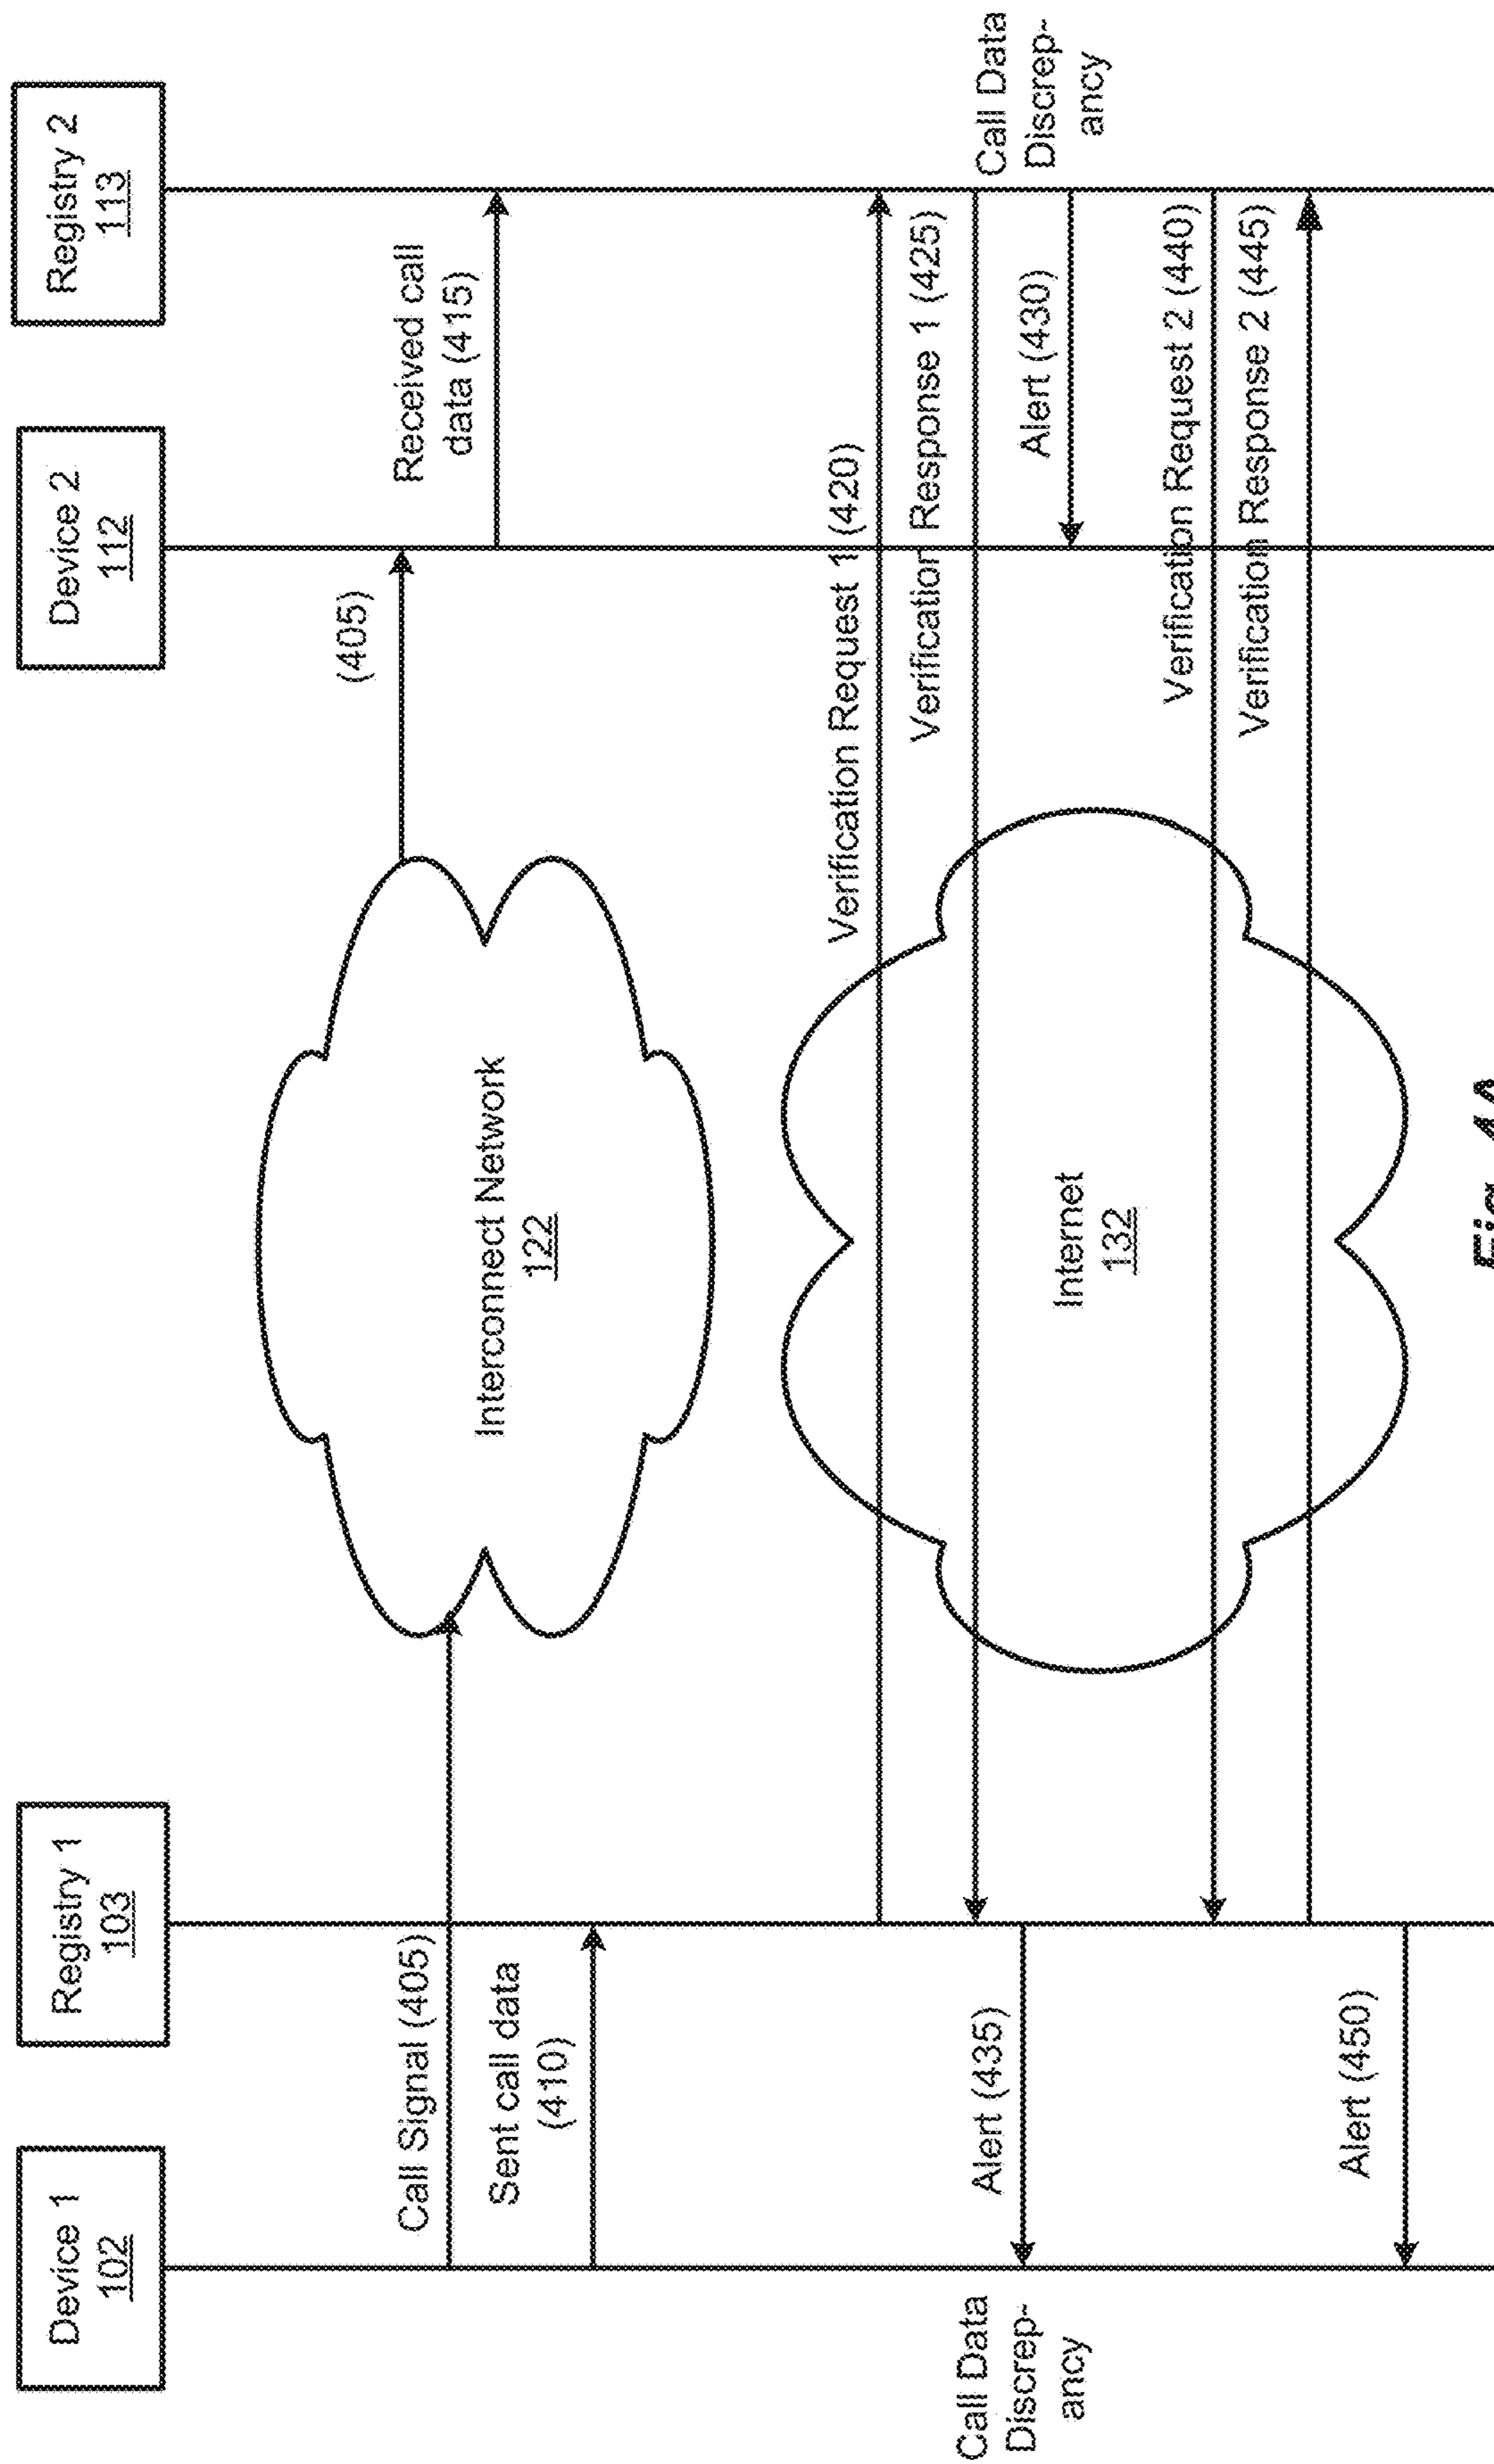 Device 1
102
Registry 1
103
Device 2
112
Registry 2
113
Call Signal (405)
(405)
Sent call data
(410)
Received call
data (415)
Interconnect Network
122
Verification Request 1 (420)
Verification Response 1 (425)
Call Data
Discrep-
ancy
Alert (430)
Call Data
Discrep-
ancy
Alert (435)
Internet
132
Verification Request 2 (440)
Verification Response 2 (445)
Alert (450)
Fig. 4A